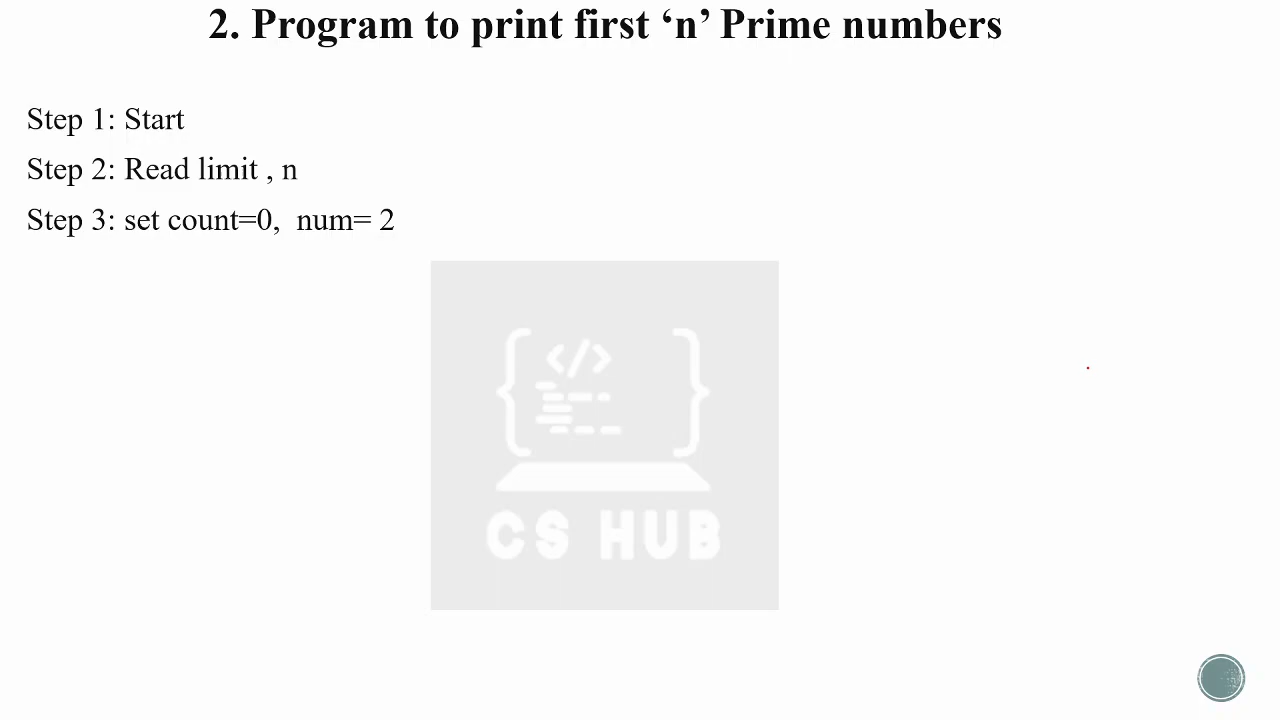 2. Program to print first ‘n’ Prime numbers
Step 1: Start
Step 2: Read limit , n
Step 3: set count=0, num= 2
</>
CS HUB